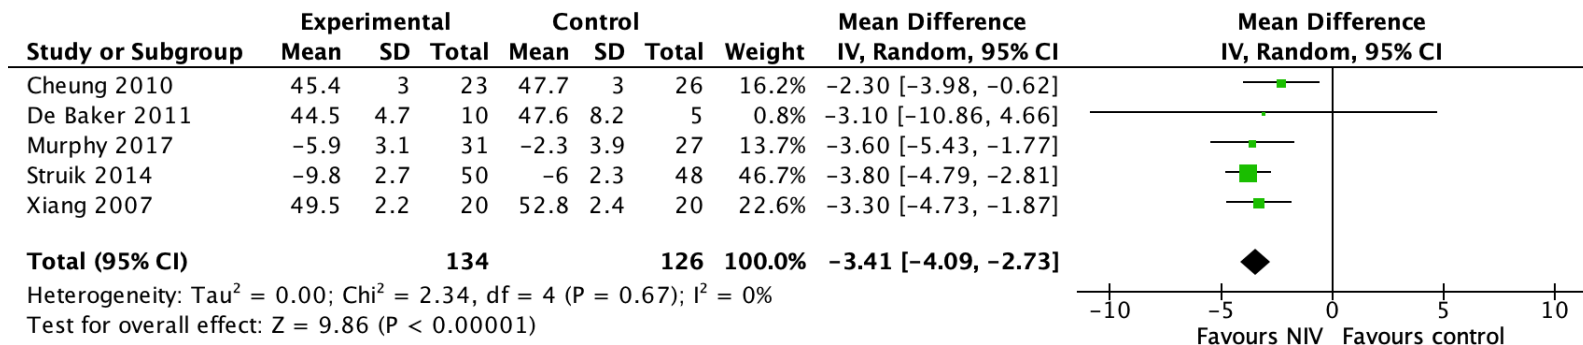 Experimental Control Mean Difference Mean Difference
Study or Subgroup Mean SD Total Mean SD Total Weight IV, Random, 95% CI IV, Random, 95% CI
Cheung 2010 45.4 3 23 47.7 3 26 16.2% −2.30 [−3.98, −0.62]
De Baker 2011 44.5 4.7 10 47.6 8.2 5 0.8% −3.10 [−10.86, 4.66]
Murphy 2017 −5.9 3.1 31 −2.3 3.9 27 13.7% −3.60 [−5.43, −1.77]
Struik 2014 −9.8 2.7 50 −6 2.3 48 46.7% −3.80 [−4.79, −2.81]
Xiang 2007 49.5 2.2 20 52.8 2.4 20 22.6% −3.30 [−4.73, −1.87]
Total (95% CI) 134 126 100.0% −3.41 [−4.09, −2.73]
Heterogeneity: Tau² = 0.00; Chi² = 2.34, df = 4 (P = 0.67); I² = 0%
Test for overall effect: Z = 9.86 (P < 0.00001)
−10 −5 0 5 10
Favours NIV Favours control